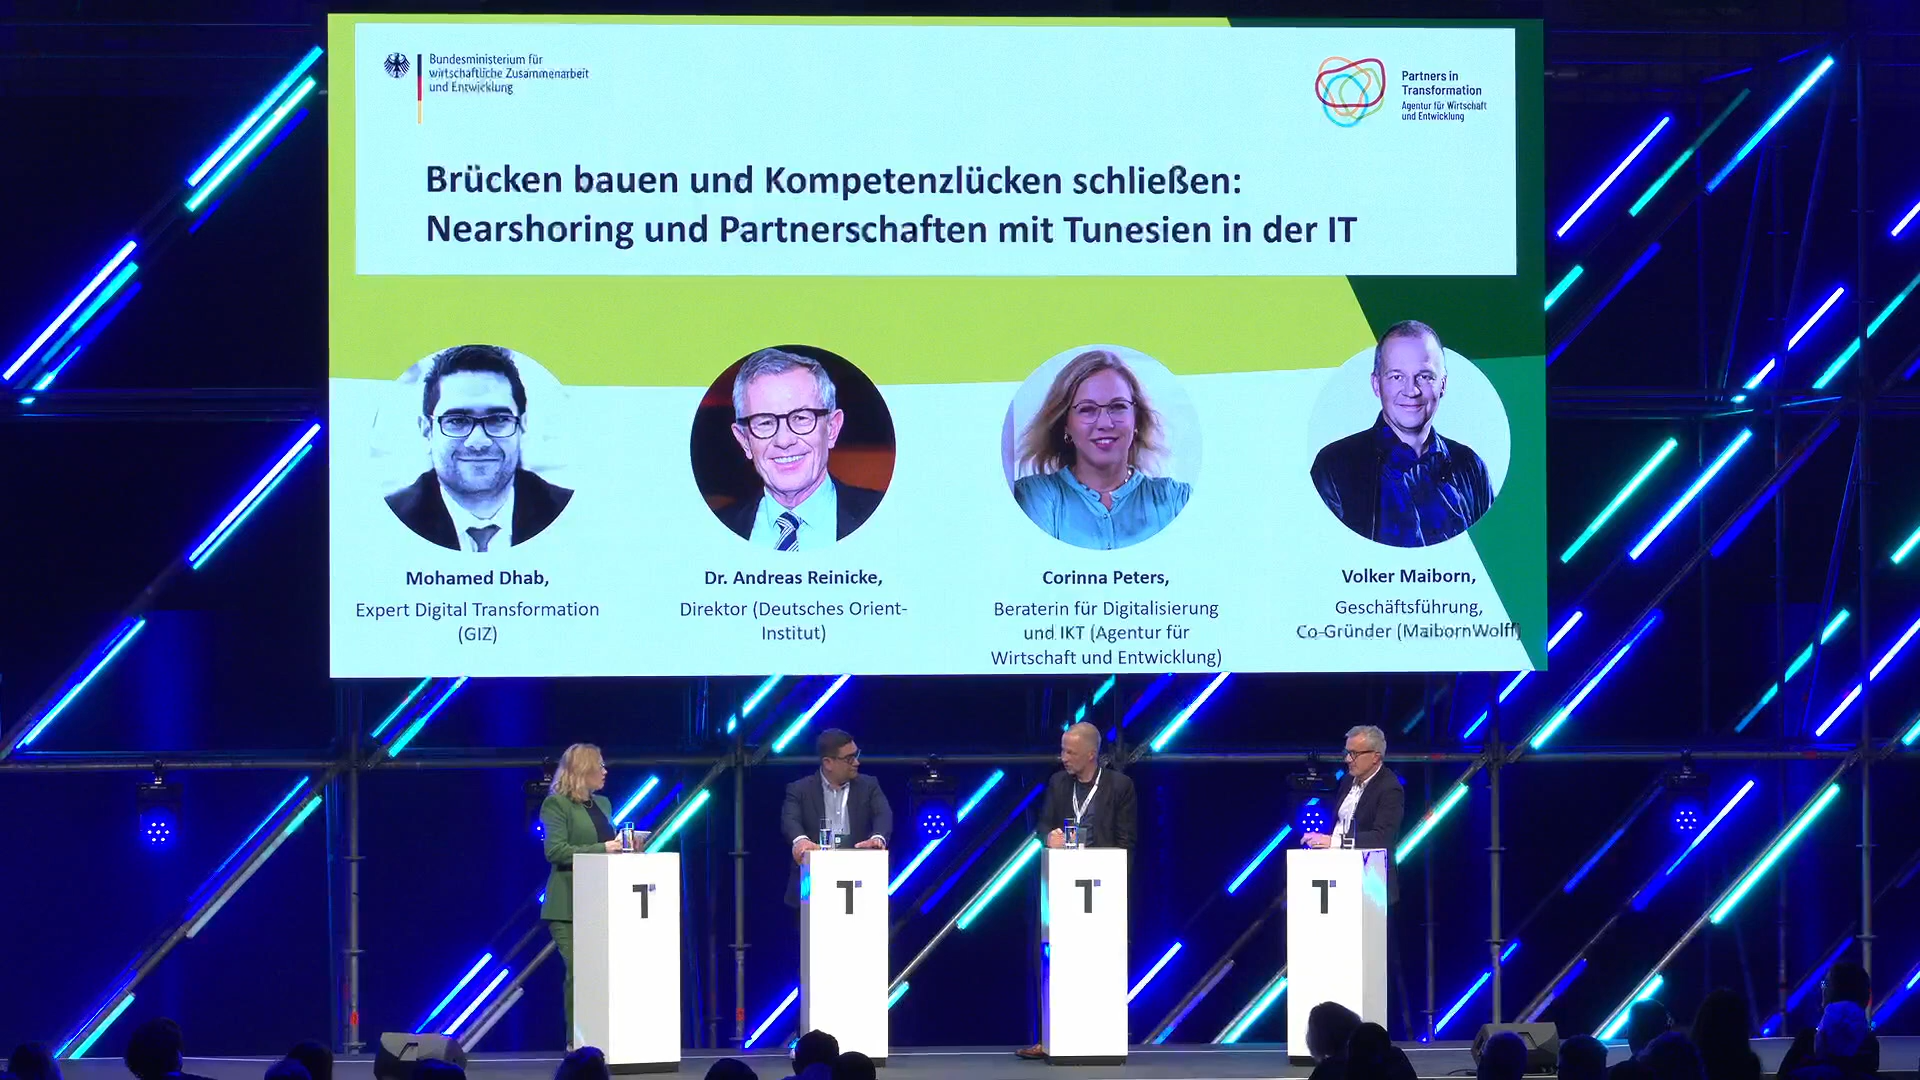 Bundesministerium für
wirtschaftliche Zusammenarbeit
und Entwicklung
Partners in
Transformation
Agentur für Wirtschaft
und Entwicklung
Brücken bauen und Kompetenzlücken schließen:
Nearshoring und Partnerschaften mit Tunesien in der IT
Mohamed Dhab,
Expert Digital Transformation
(GIZ)
Dr. Andreas Reinicke,
Direktor (Deutsches Orient-
Institut)
Corinna Peters,
Beraterin für Digitalisierung
und IKT (Agentur für
Wirtschaft und Entwicklung)
Volker Maiborn,
Geschäftsführung,
Co-Gründer (MaibornWolff)
T
T
T
T